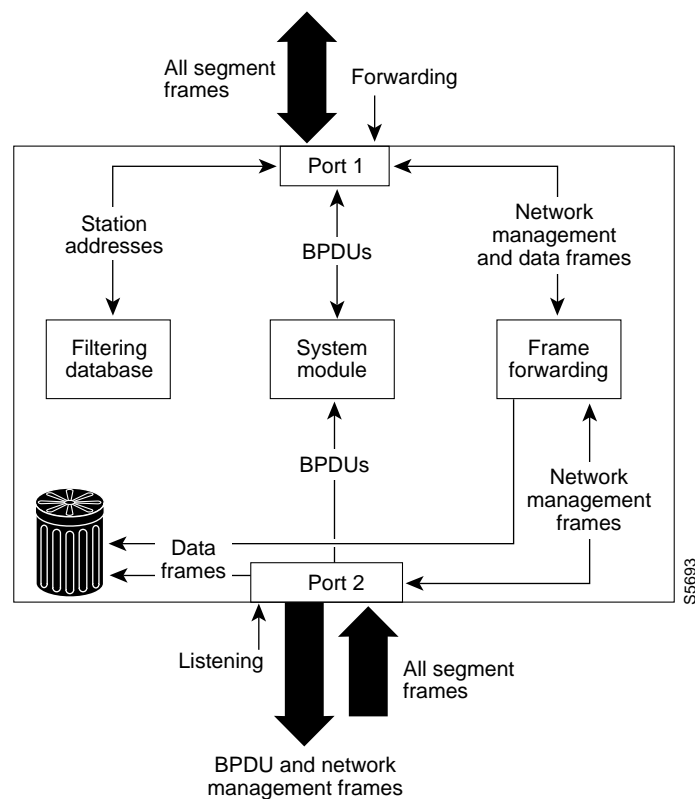 All segment
frames
Forwarding
Port 1
Station
addresses
BPDUs
Network
management
and data frames
Filtering
database
System
module
Frame
forwarding
BPDUs
Network
management
frames
Data
frames
Port 2
S5693
Listening
All segment
frames
BPDU and network
management frames